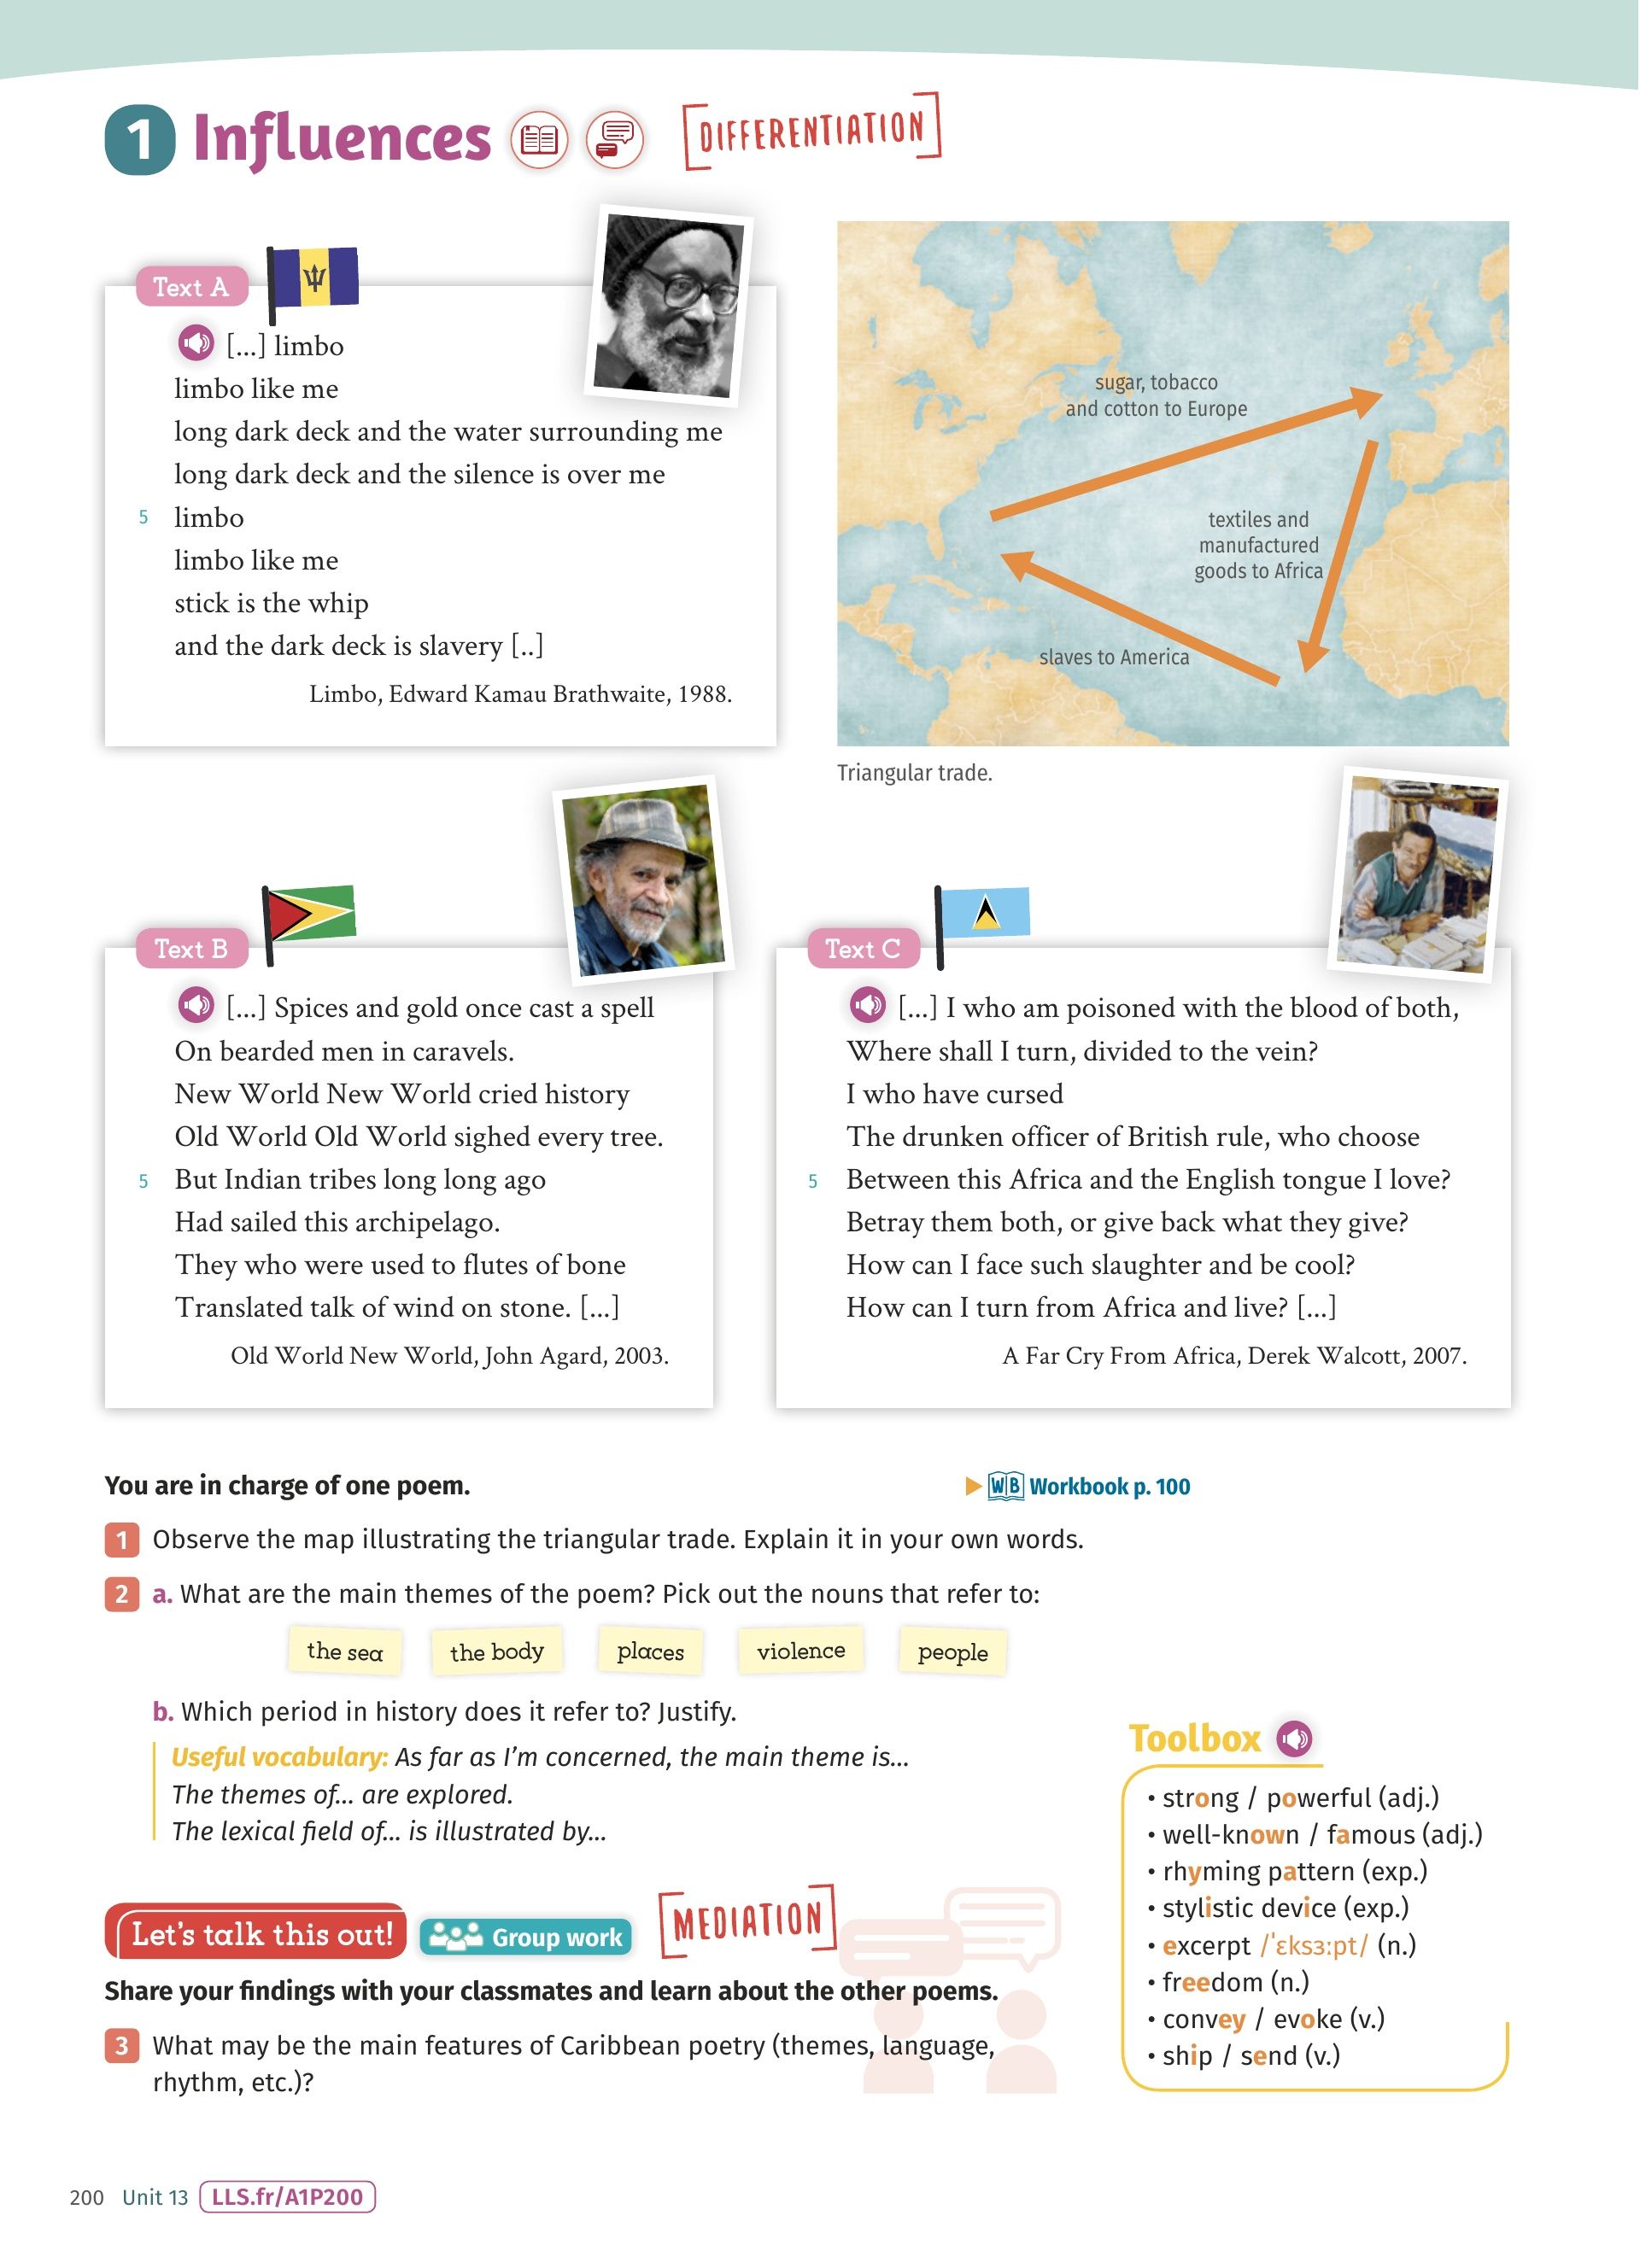 1 Influences
DIFFERENTIATION
Text A
[...] limbo
limbo like me
long dark deck and the water surrounding me
long dark deck and the silence is over me
5 limbo
limbo like me
stick is the whip
and the dark deck is slavery [..]
Limbo, Edward Kamau Brathwaite, 1988.
sugar, tobacco
and cotton to Europe
textiles and
manufactured
goods to Africa
slaves to America
Triangular trade.
Text B
[...] Spices and gold once cast a spell
On bearded men in caravels.
New World New World cried history
Old World Old World sighed every tree.
5 But Indian tribes long long ago
Had sailed this archipelago.
They who were used to flutes of bone
Translated talk of wind on stone. [...]
Old World New World, John Agard, 2003.
Text C
[...] I who am poisoned with the blood of both,
Where shall I turn, divided to the vein?
I who have cursed
The drunken officer of British rule, who choose
5 Between this Africa and the English tongue I love?
Betray them both, or give back what they give?
How can I face such slaughter and be cool?
How can I turn from Africa and live? [...]
A Far Cry From Africa, Derek Walcott, 2007.
You are in charge of one poem.
WB Workbook p. 100
1 Observe the map illustrating the triangular trade. Explain it in your own words.
2 a. What are the main themes of the poem? Pick out the nouns that refer to:
the sea
the body
places
violence
people
b. Which period in history does it refer to? Justify.
Useful vocabulary: As far as I'm concerned, the main theme is...
The themes of... are explored.
The lexical field of... is illustrated by...
Let's talk this out!
Group work
MEDIATION
Share your findings with your classmates and learn about the other poems.
3 What may be the main features of Caribbean poetry (themes, language,
rhythm, etc.)?
Toolbox
• strong / powerful (adj.)
• well-known / famous (adj.)
• rhyming pattern (exp.)
• stylistic device (exp.)
• excerpt /ˈɛksɜːpt/ (n.)
• freedom (n.)
• convey / evoke (v.)
• ship / send (v.)
200 Unit 13 LLS.fr/A1P200